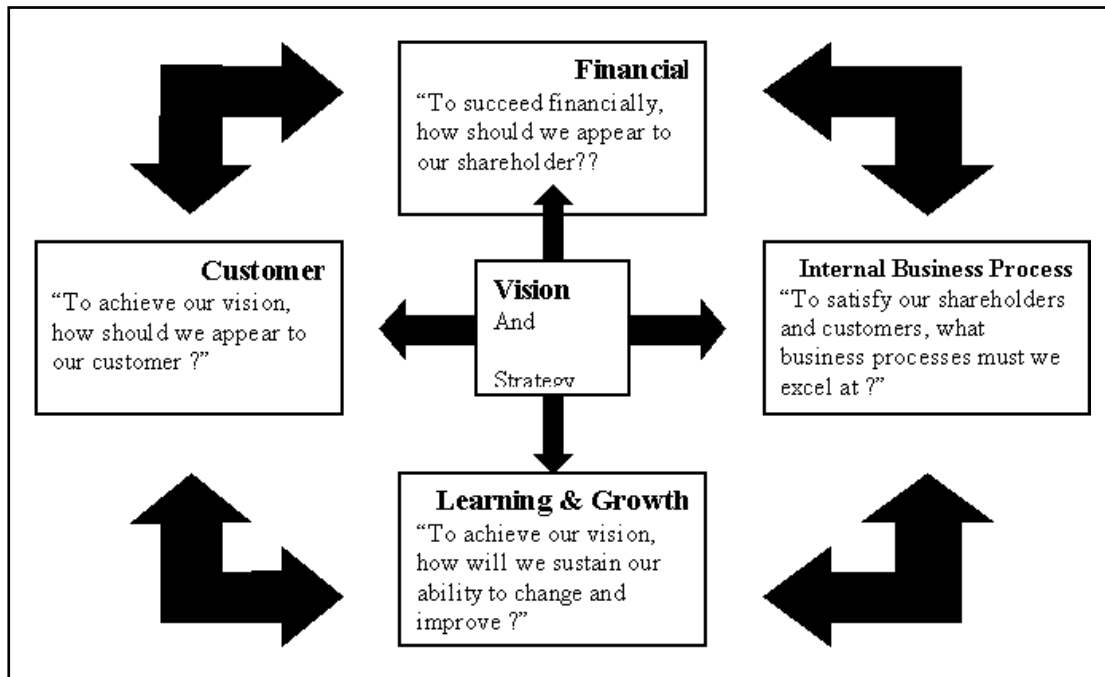 Financial
“To succeed financially,
how should we appear to
our shareholder??
Customer
“To achieve our vision,
how should we appear to
our customer ?”
Vision
And
Strategy
Internal Business Process
“To satisfy our shareholders
and customers, what
business processes must we
excel at ?”
Learning & Growth
“To achieve our vision,
how will we sustain our
ability to change and
improve ?”